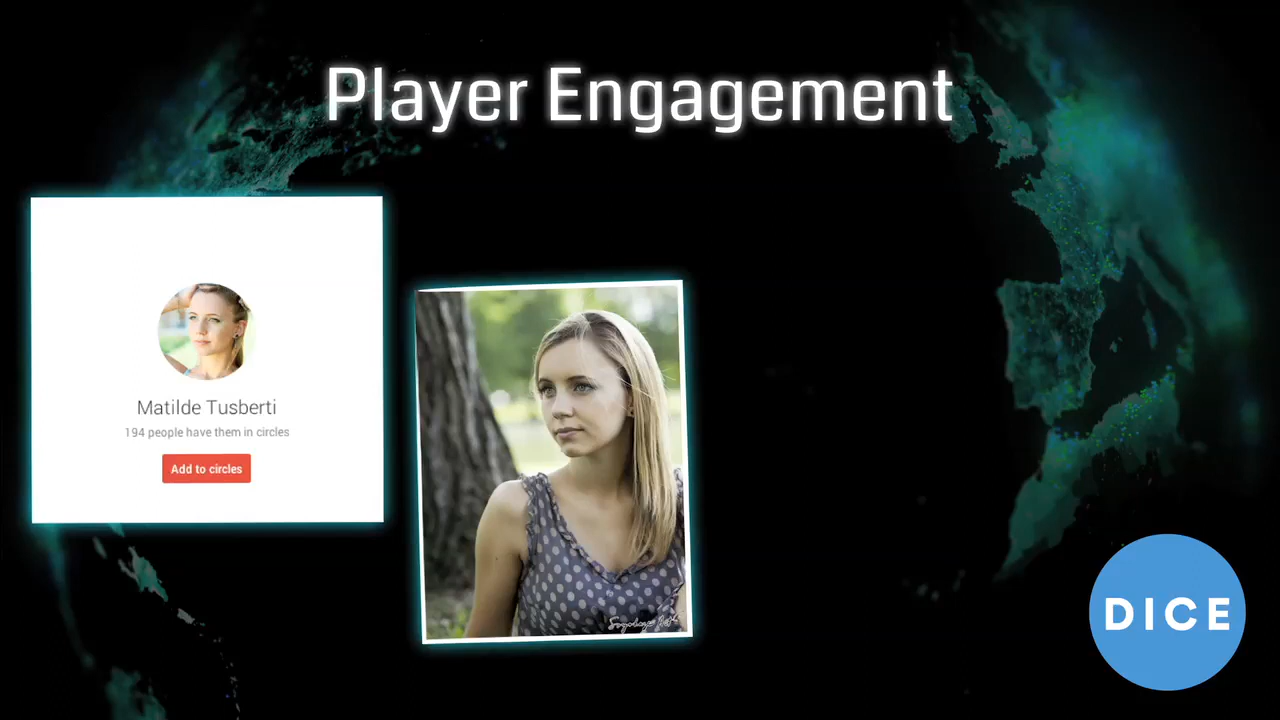 Player Engagement
Matilde Tusberti
194 people have them in circles
Add to circles
DICE